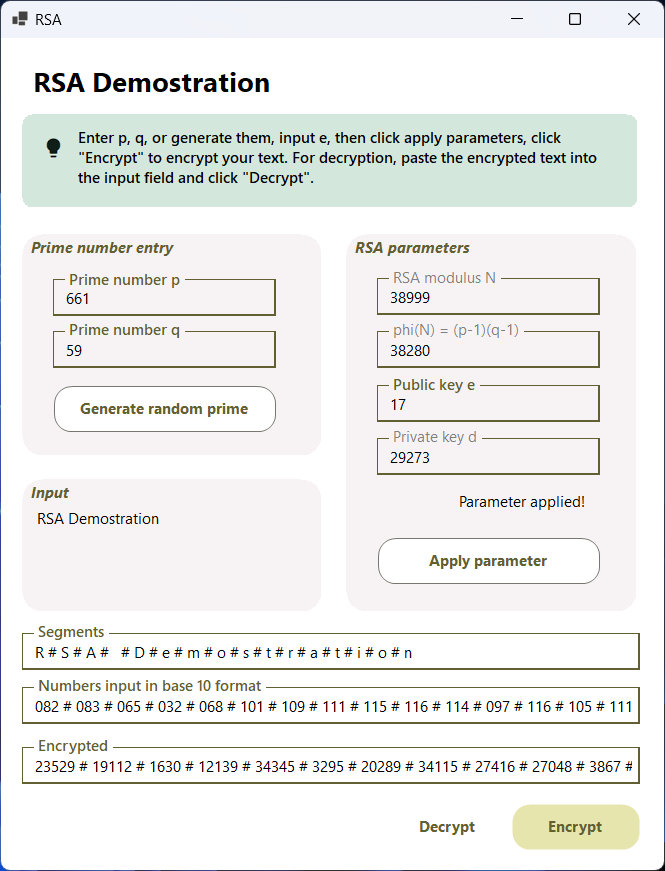 RSA
RSA Demostration
Enter p, q, or generate them, input e, then click apply parameters, click
"Encrypt" to encrypt your text. For decryption, paste the encrypted text into
the input field and click "Decrypt".
Prime number entry
Prime number p
661
Prime number q
59
Generate random prime
Input
RSA Demostration
RSA parameters
RSA modulus N
38999
phi(N) = (p-1)(q-1)
38280
Public key e
17
Private key d
29273
Parameter applied!
Apply parameter
Segments
R # S # A #   # D # e # m # o # s # t # r # a # t # i # o # n
Numbers input in base 10 format
082 # 083 # 065 # 032 # 068 # 101 # 109 # 111 # 115 # 116 # 114 # 097 # 116 # 105 # 111
Encrypted
23529 # 19112 # 1630 # 12139 # 34345 # 3295 # 20289 # 34115 # 27416 # 27048 # 3867 #
Decrypt
Encrypt